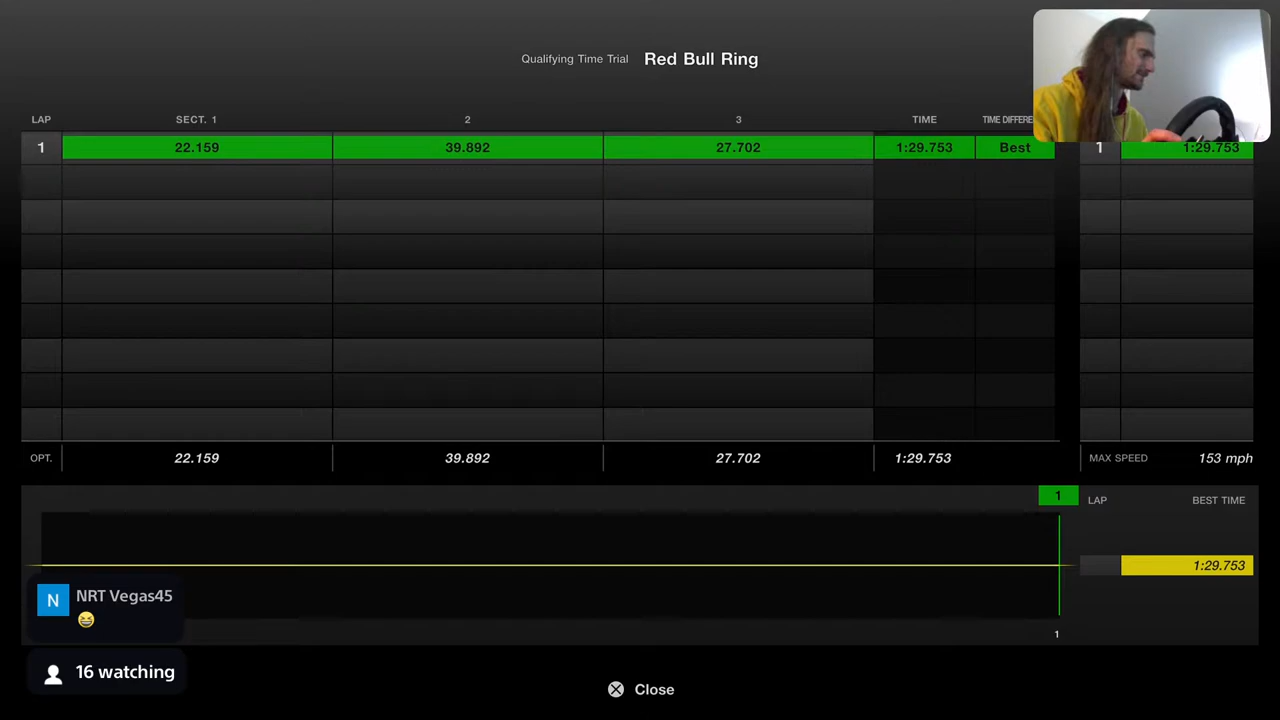 Qualifying Time Trial Red Bull Ring
LAP SECT. 1 2 3 TIME
1 22.159 39.892 27.702 1:29.753 Best 1 1:29.753
OPT. 22.159 39.892 27.702 1:29.753 MAX SPEED 153 mph
1 LAP BEST TIME
1:29.753
N NRT Vegas45
😆
1
16 watching
Close